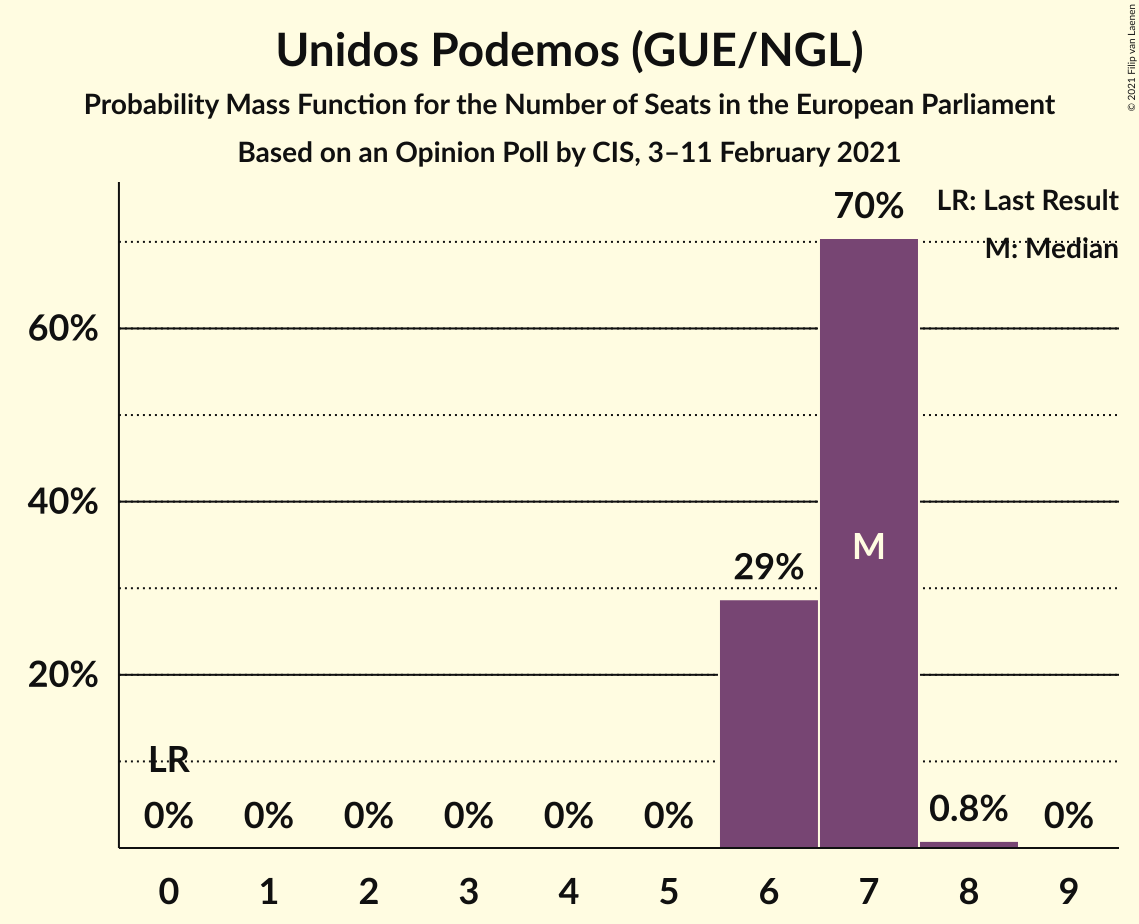 Unidos Podemos (GUE/NGL)
Probability Mass Function for the Number of Seats in the European Parliament
Based on an Opinion Poll by CIS, 3–11 February 2021
© 2021 Filip van Laenen
LR: Last Result
M: Median
70%
60%
40%
20%
29%
M
LR
0% 0% 0% 0% 0% 0% 0.8% 0%
0 1 2 3 4 5 6 7 8 9